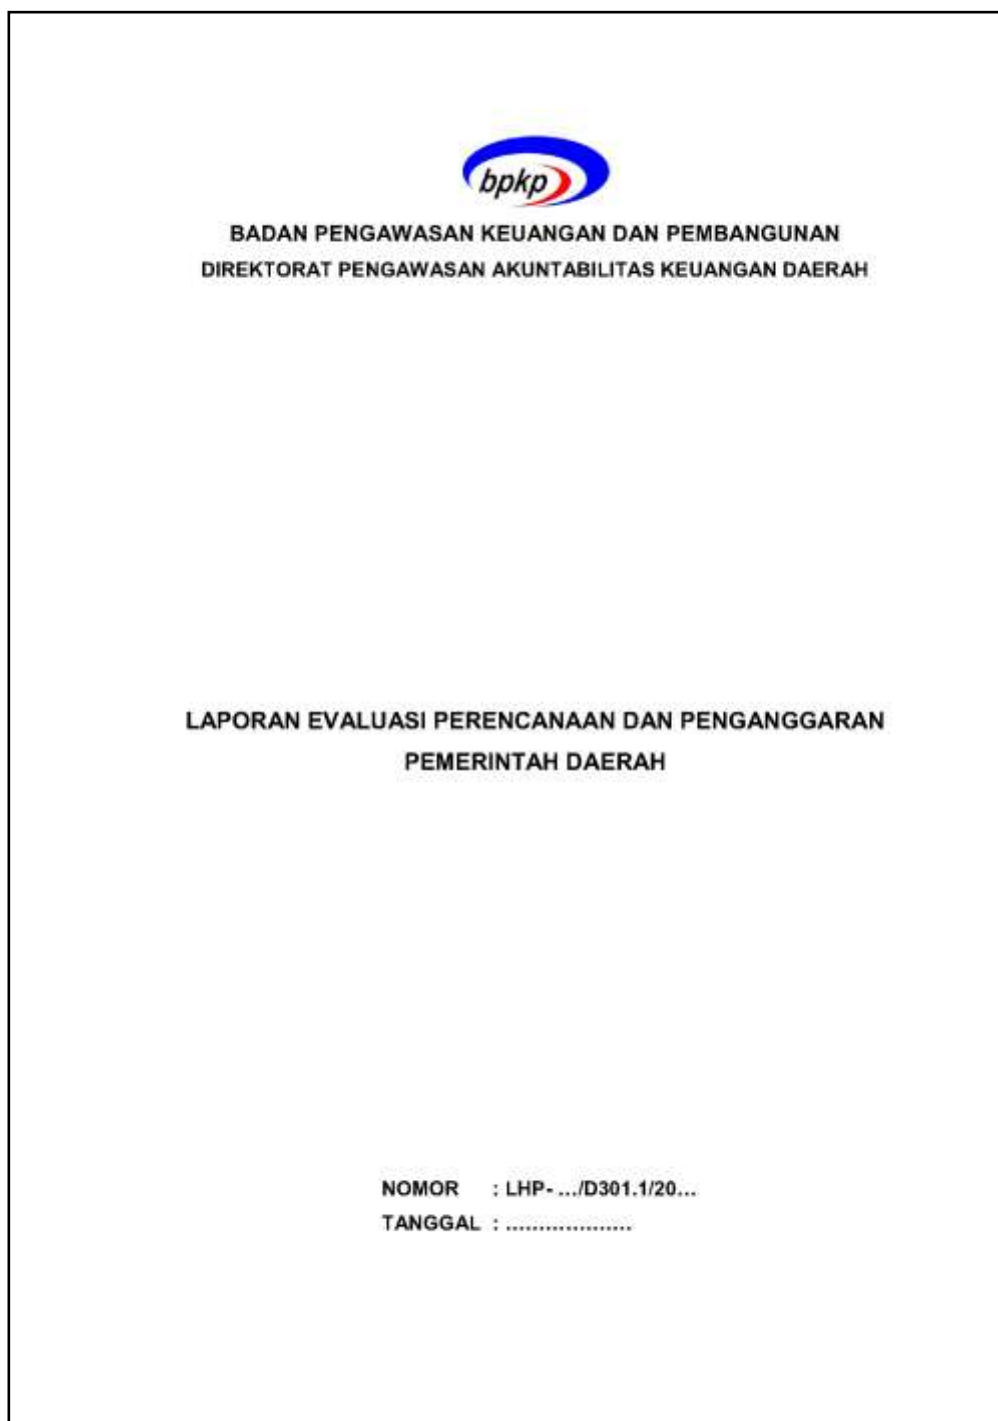 bpkp
BADAN PENGAWASAN KEUANGAN DAN PEMBANGUNAN
DIREKTORAT PENGAWASAN AKUNTABILITAS KEUANGAN DAERAH
LAPORAN EVALUASI PERENCANAAN DAN PENGANGGARAN
PEMERINTAH DAERAH
NOMOR : LHP- .../D301.1/20...
TANGGAL : ...................